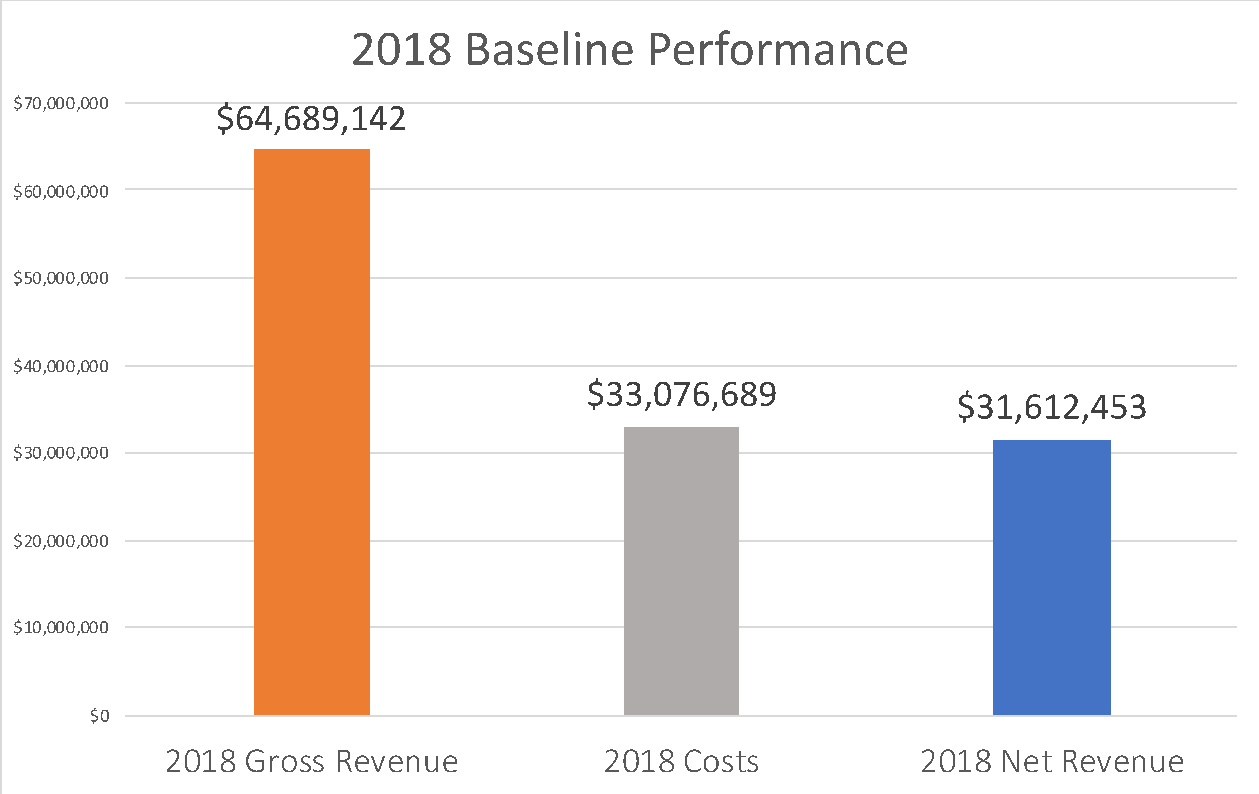 2018 Baseline Performance
$70,000,000
$64,689,142
$60,000,000
$50,000,000
$40,000,000
$33,076,689
$31,612,453
$30,000,000
$20,000,000
$10,000,000
$0
2018 Gross Revenue
2018 Costs
2018 Net Revenue